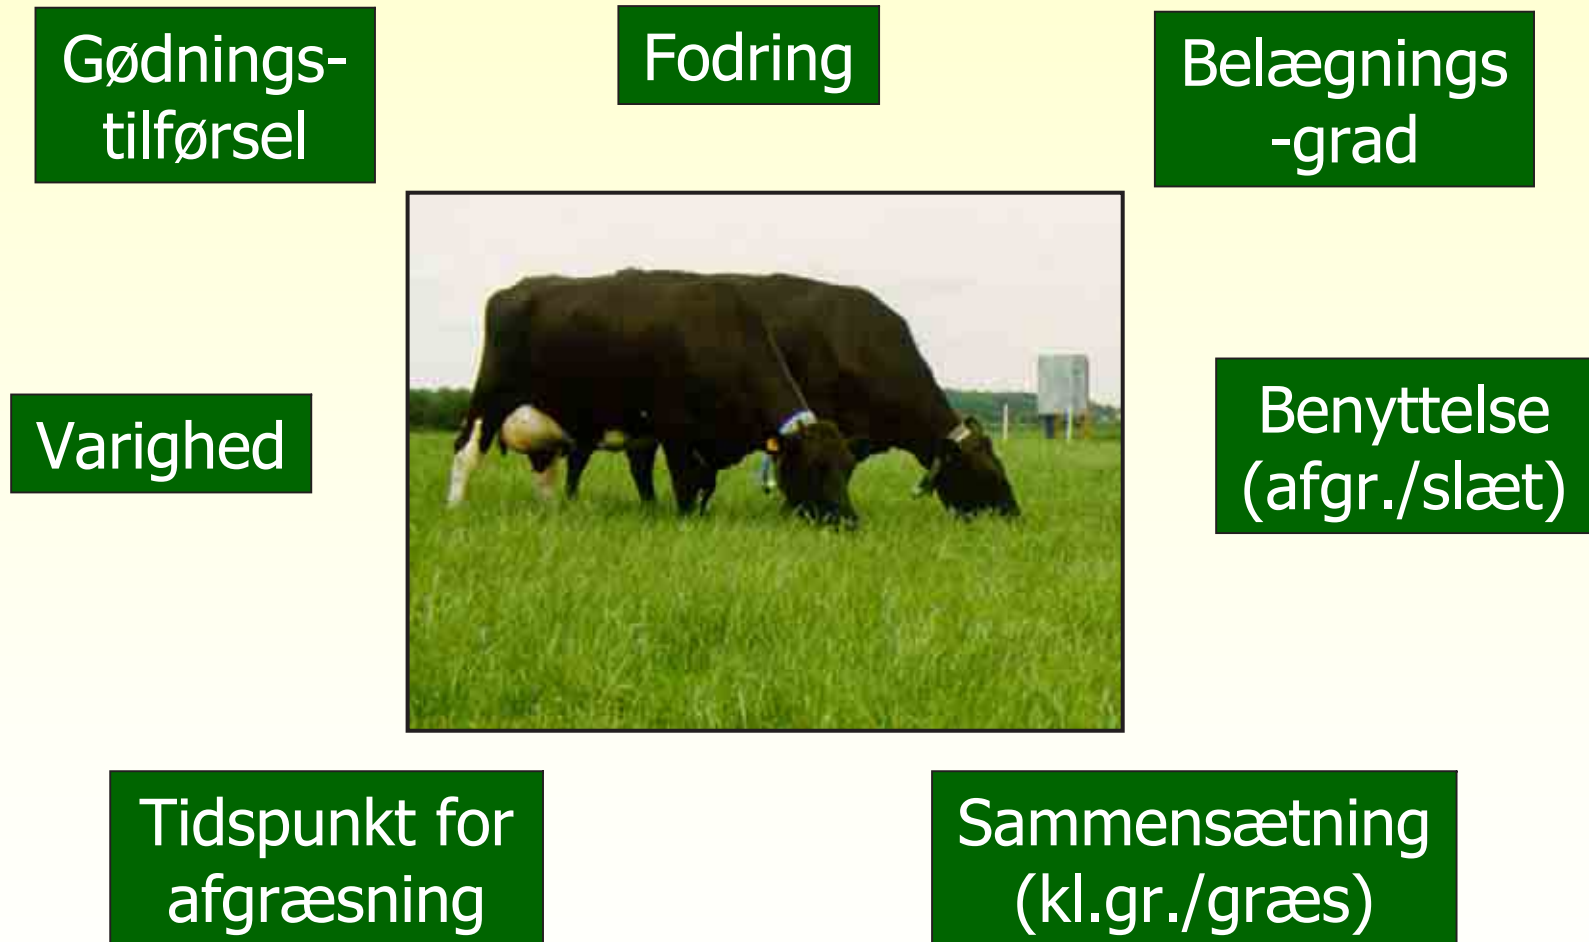 Gødnings-
tilførsel
Fodring
Belægnings
-grad
Varighed
Benyttelse
(afgr./slæt)
Tidspunkt for
afgræsning
Sammensætning
(kl.gr./græs)